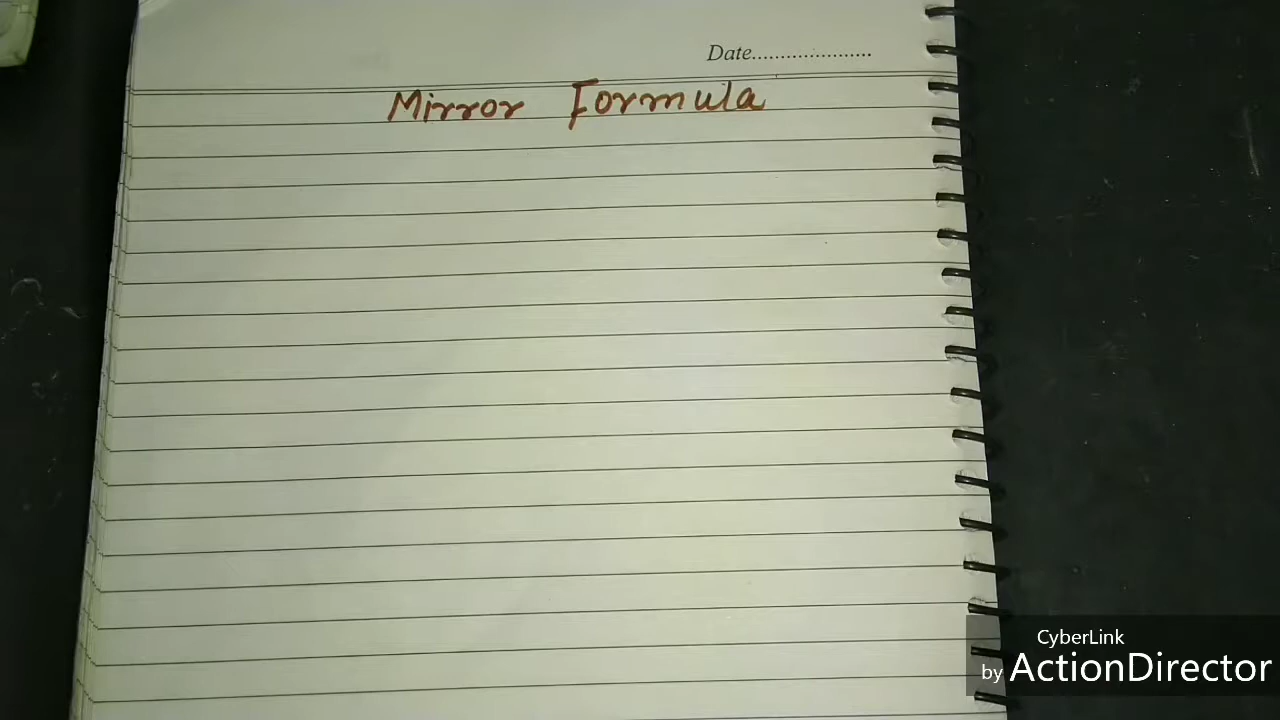 Date....................
Mirror Formula
CyberLink
by ActionDirector